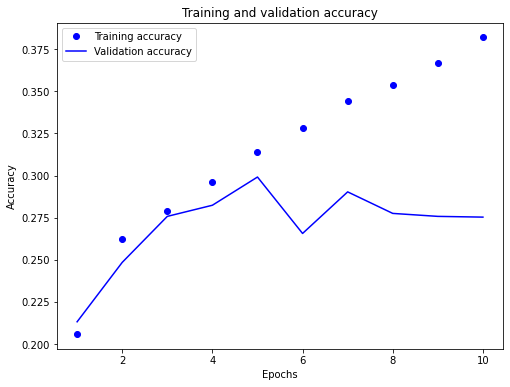 Training and validation accuracy
Training accuracy
Validation accuracy
0.375
0.350
0.325
0.300
0.275
0.250
0.225
0.200
Accuracy
2
4
6
8
10
Epochs